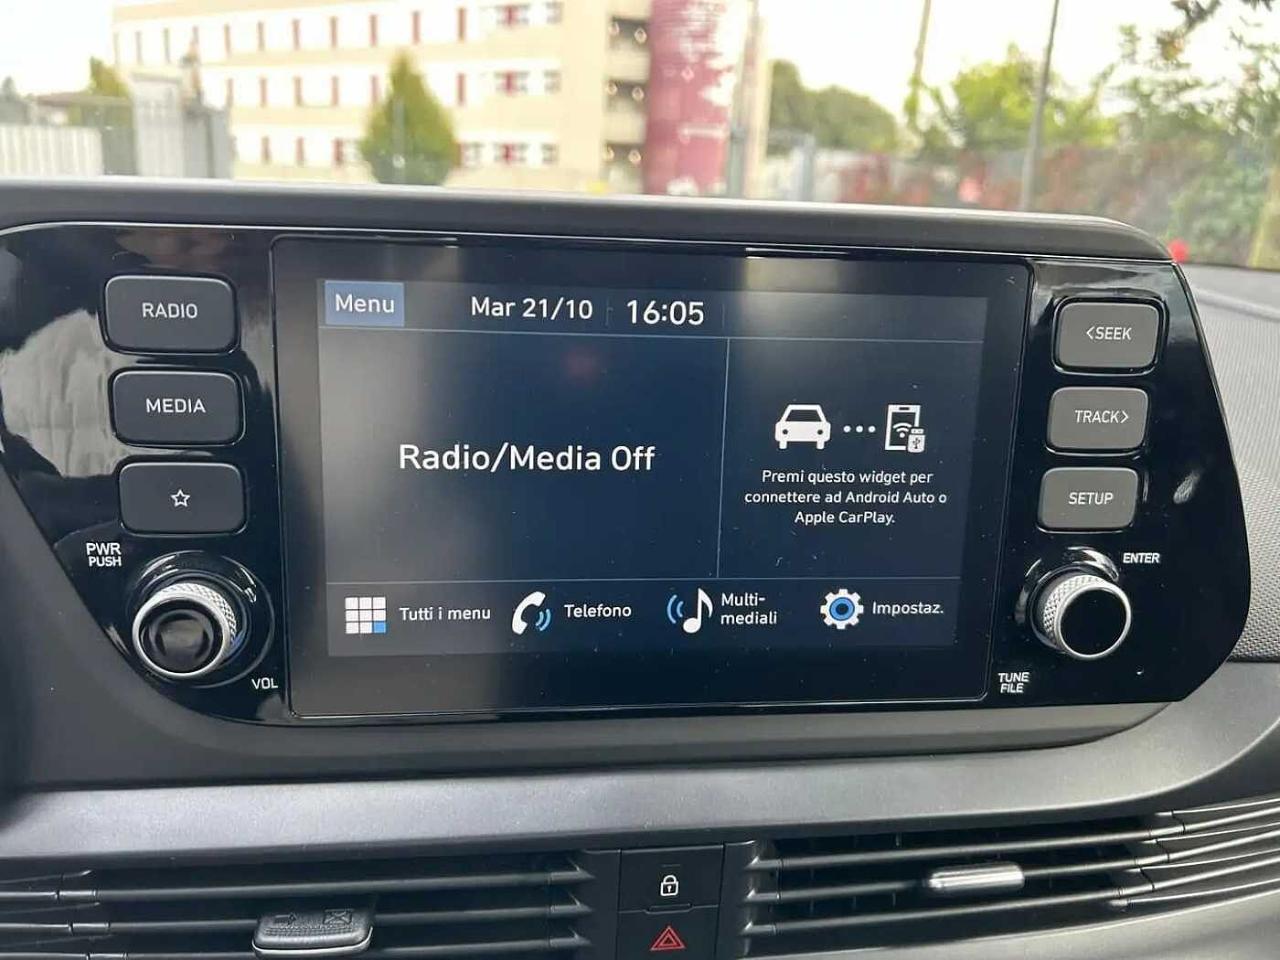 RADIO
MEDIA
☆
PWR
PUSH
VOL
Menu
Mar 21/10
16:05
Radio/Media Off
Premi questo widget per
connettere ad Android Auto o
Apple CarPlay.
Tutti i menu
Telefono
Multi-
mediali
Impostaz.
<SEEK
TRACK>
SETUP
ENTER
TUNE
FILE